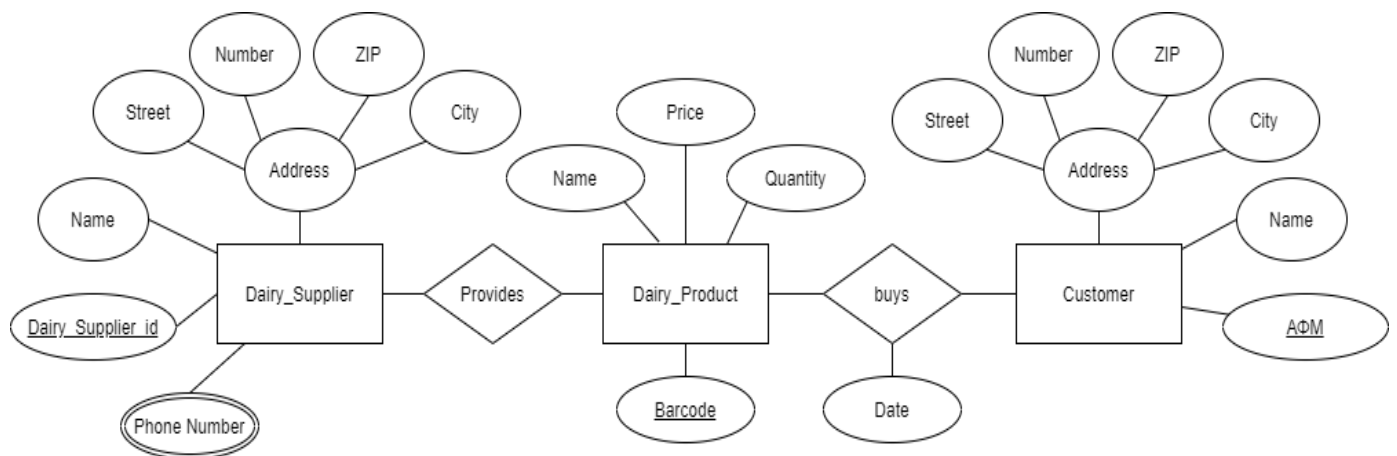 Number
ZIP
Number
ZIP
Street
City
Price
Street
City
Address
Name
Quantity
Address
Name
Name
Dairy_Supplier
Provides
Dairy_Product
buys
Customer
Dairy_Supplier_id
ΑΦΜ
Phone Number
Barcode
Date